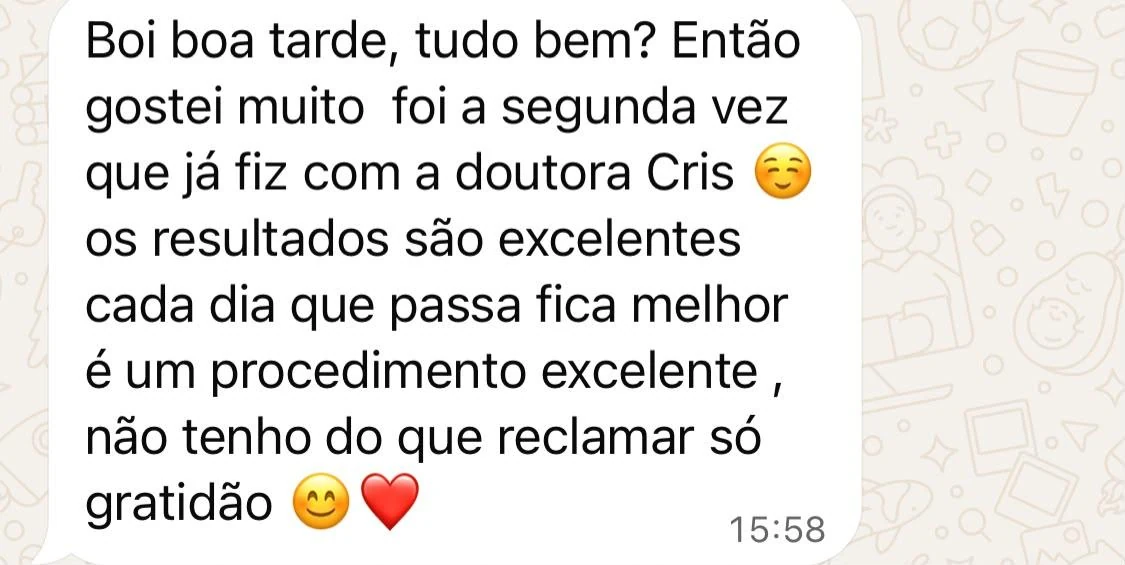 Boi boa tarde, tudo bem? Então
gostei muito  foi a segunda vez
que já fiz com a doutora Cris ☺️
os resultados são excelentes
cada dia que passa fica melhor
é um procedimento excelente ,
não tenho do que reclamar só
gratidão 😊❤️
15:58